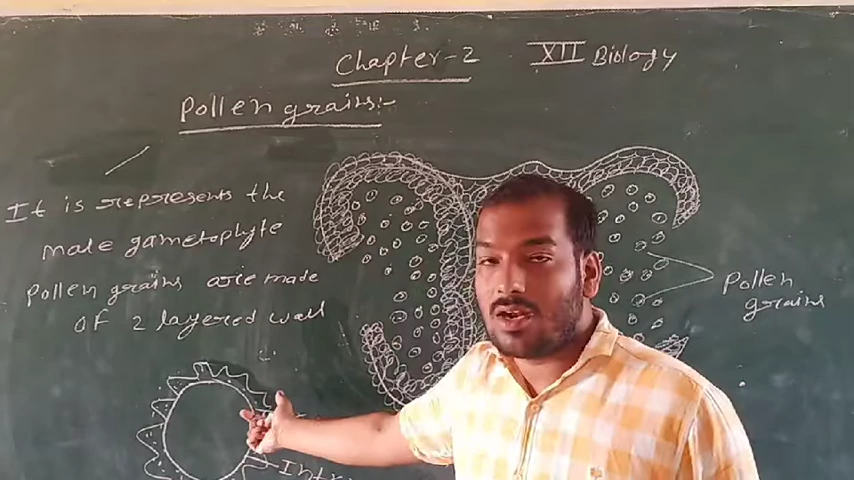 Chapter-2 XII Biology
Pollen grains:-
It is represents the
male gametophyte
Pollen grains are made
of 2 layered wall
Pollen
grains